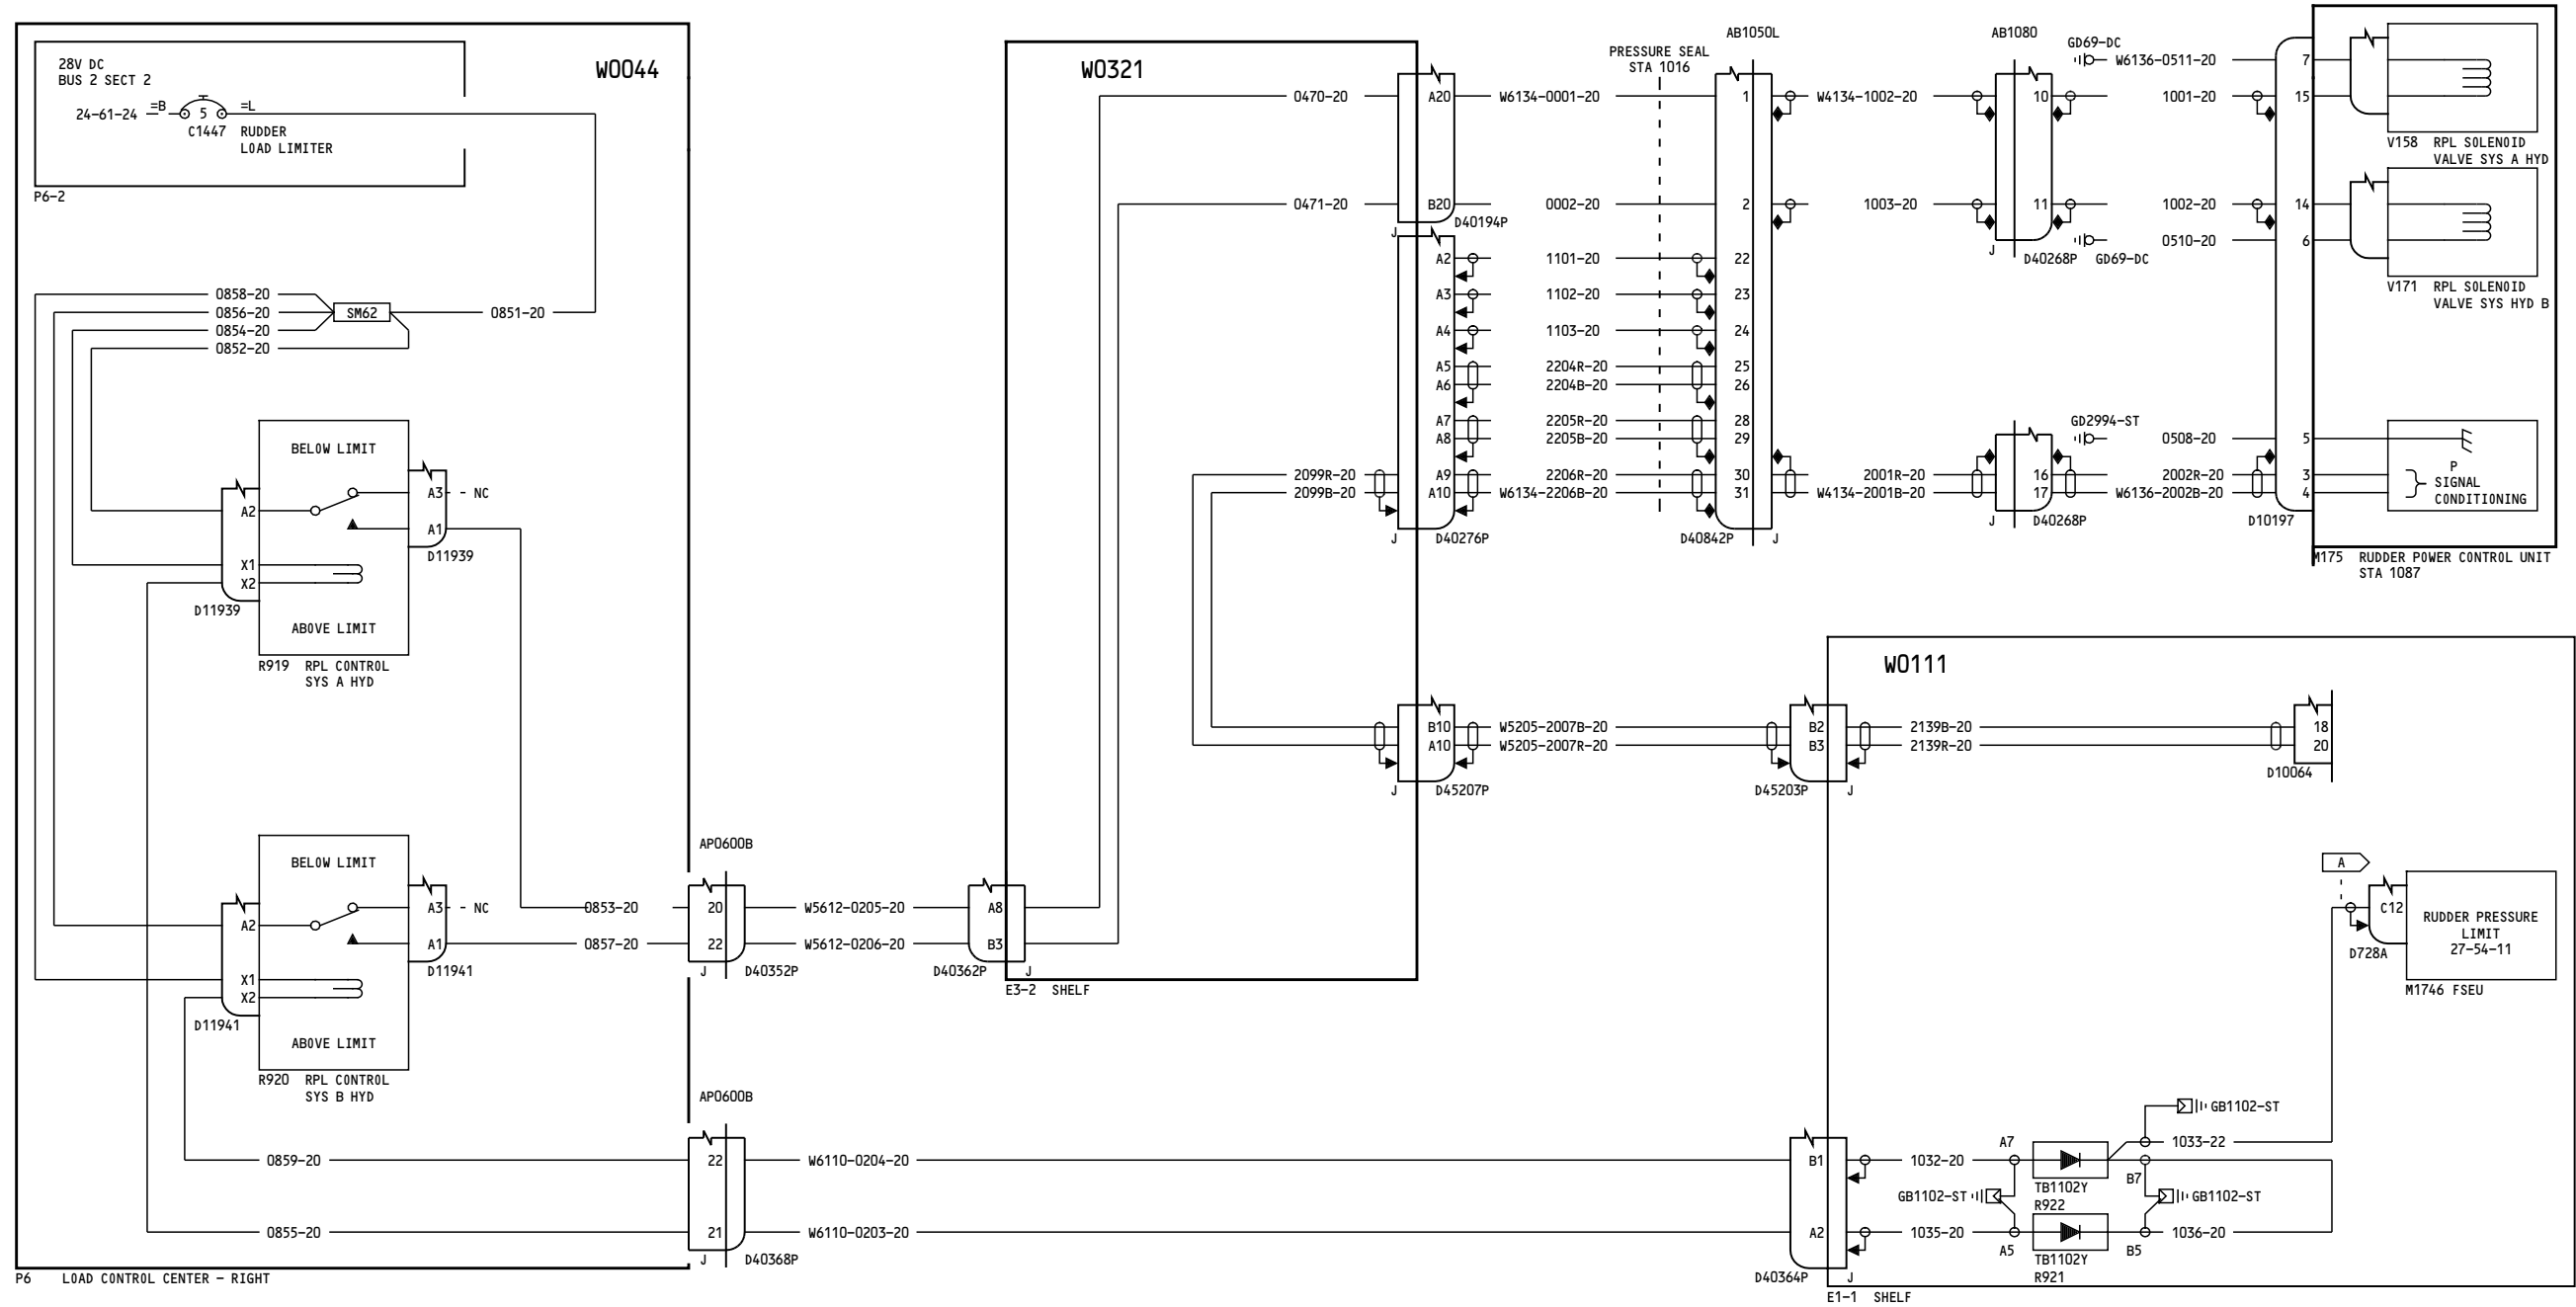 28V DC
BUS 2 SECT 2
W0044
24-61-24
=B
5
=L
C1447
RUDDER
LOAD LIMITER
P6-2
0858-20
0856-20
SM62
0851-20
0854-20
0852-20
BELOW LIMIT
A3
NC
A2
A1
D11939
X1
X2
D11939
ABOVE LIMIT
R919 RPL CONTROL
SYS A HYD
BELOW LIMIT
A3
NC
A2
A1
D11941
X1
X2
D11941
ABOVE LIMIT
R920 RPL CONTROL
SYS B HYD
0853-20
0857-20
0859-20
0855-20
P6 LOAD CONTROL CENTER - RIGHT
AP0600B
20
22
J
D40352P
AP0600B
22
21
J
D40368P
W5612-0205-20
W5612-0206-20
W6110-0204-20
W6110-0203-20
A8
B3
D40362P
J
E3-2 SHELF
W0321
0470-20
A20
0471-20
B20
J
D40194P
A2
A3
A4
A5
A6
A7
A8
2099R-20
A9
2099B-20
A10
J
D40276P
B10
A10
J
D45207P
PRESSURE SEAL
STA 1016
W6134-0001-20
0002-20
1101-20
1102-20
1103-20
2204R-20
2204B-20
2205R-20
2205B-20
2206R-20
W6134-2206B-20
W5205-2007B-20
W5205-2007R-20
AB1050L
1
2
22
23
24
25
26
28
29
30
31
D40842P
J
W4134-1002-20
1003-20
2001R-20
W4134-2001B-20
AB1080
10
11
J
D40268P
16
17
J
D40268P
GD69-DC
W6136-0511-20
1001-20
1002-20
0510-20
GD69-DC
GD2994-ST
0508-20
2002R-20
W6136-2002B-20
7
15
14
6
5
3
4
D10197
V158 RPL SOLENOID
VALVE SYS A HYD
V171 RPL SOLENOID
VALVE SYS HYD B
P
SIGNAL
CONDITIONING
M175 RUDDER POWER CONTROL UNIT
STA 1087
W0111
B2
B3
D45203P
J
2139B-20
2139R-20
18
20
D10064
A
C12
D728A
RUDDER PRESSURE
LIMIT
27-54-11
M1746 FSEU
GB1102-ST
A7
1033-22
B1
1032-20
TB1102Y
R922
B7
GB1102-ST
GB1102-ST
A2
1035-20
1036-20
A5
B5
TB1102Y
R921
D40364P
J
E1-1 SHELF